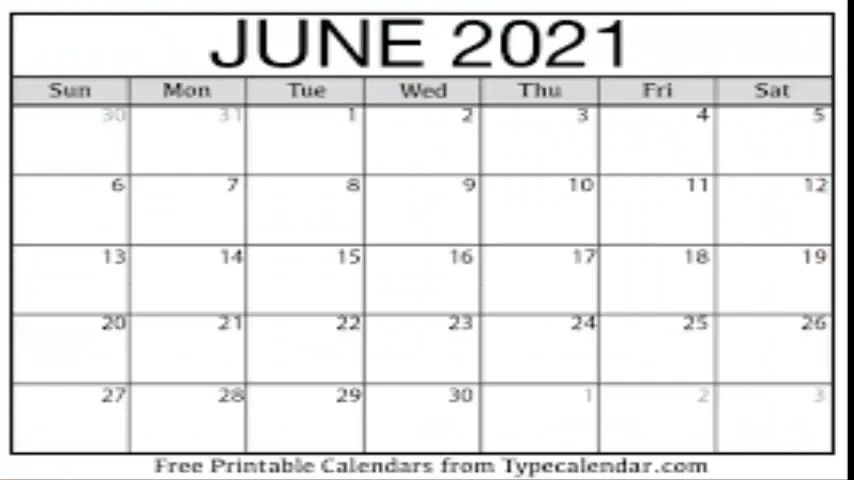 JUNE 2021
Sun Mon Tue Wed Thu Fri Sat
30 31 1 2 3 4 5
6 7 8 9 10 11 12
13 14 15 16 17 18 19
20 21 22 23 24 25 26
27 28 29 30 1 2 3
Free Printable Calendars from Typecalendar.com